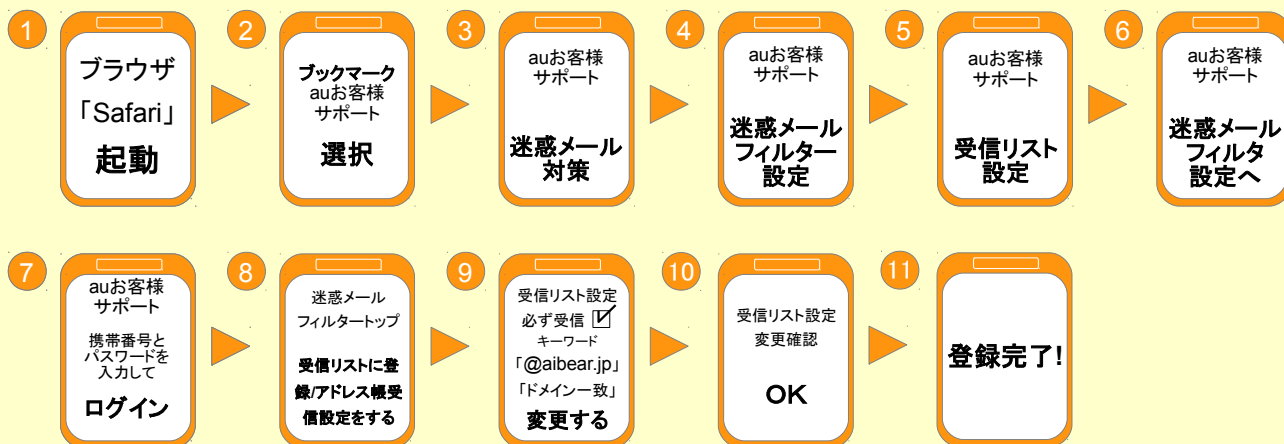 1
ブラウザ
「Safari」
起動
2
ブックマーク
auお客様
サポート
選択
3
auお客様
サポート
迷惑メール
対策
4
auお客様
サポート
迷惑メール
フィルター
設定
5
auお客様
サポート
受信リスト
設定
6
auお客様
サポート
迷惑メール
フィルタ
設定へ
7
auお客様
サポート
携帯番号と
パスワードを
入力して
ログイン
8
迷惑メール
フィルタートップ
受信リストに登
録/アドレス帳受
信設定をする
9
受信リスト設定
必ず受信
キーワード
「@aibear.jp」
「ドメイン一致」
変更する
10
受信リスト設定
変更確認
OK
11
登録完了!